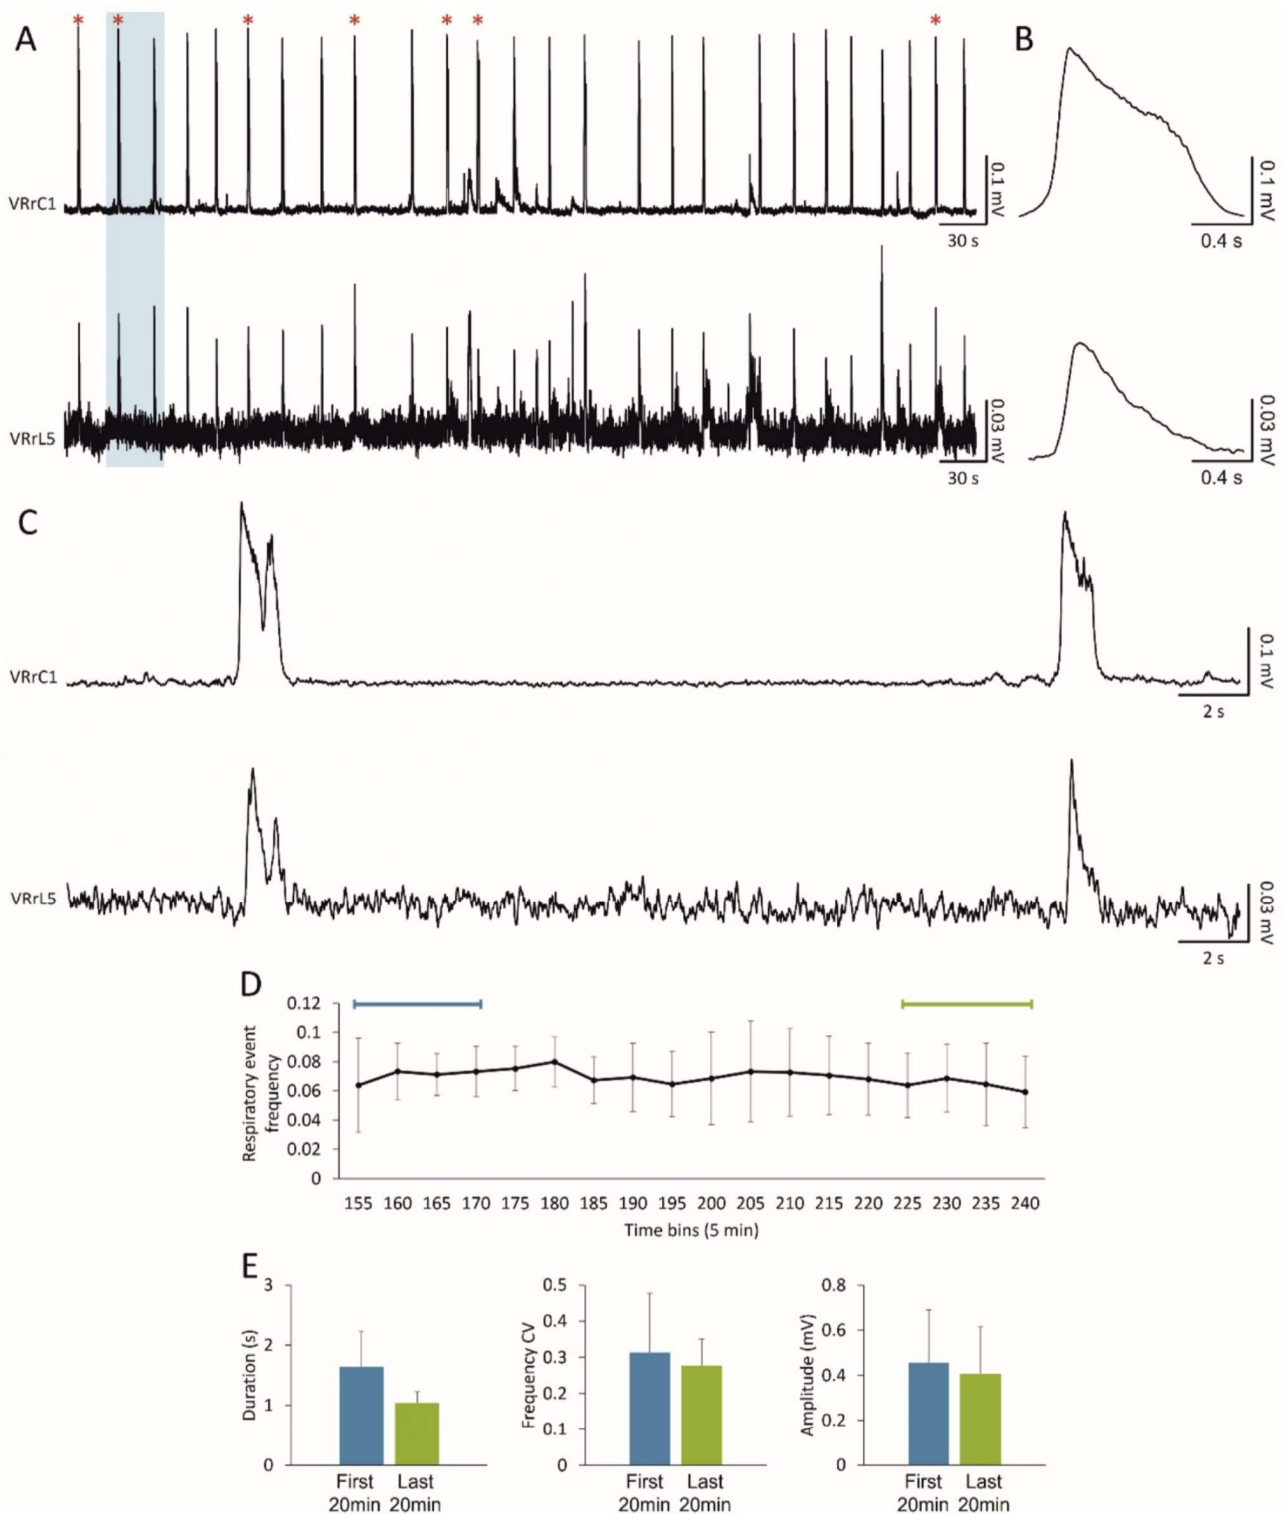 * * * * * * *
A
B
VRrC1
0.1 mV
30 s
0.1 mV
0.4 s
VRrL5
0.03 mV
30 s
0.03 mV
0.4 s
C
VRrC1
0.1 mV
2 s
VRrL5
0.03 mV
2 s
D
Respiratory event
frequency
0.12
0.1
0.08
0.06
0.04
0.02
0
155 160 165 170 175 180 185 190 195 200 205 210 215 220 225 230 235 240
Time bins (5 min)
E
Duration (s)
3
2
1
0
First
20min
Last
20min
Frequency CV
0.5
0.4
0.3
0.2
0.1
0
First
20min
Last
20min
Amplitude (mV)
0.8
0.6
0.4
0.2
0
First
20min
Last
20min